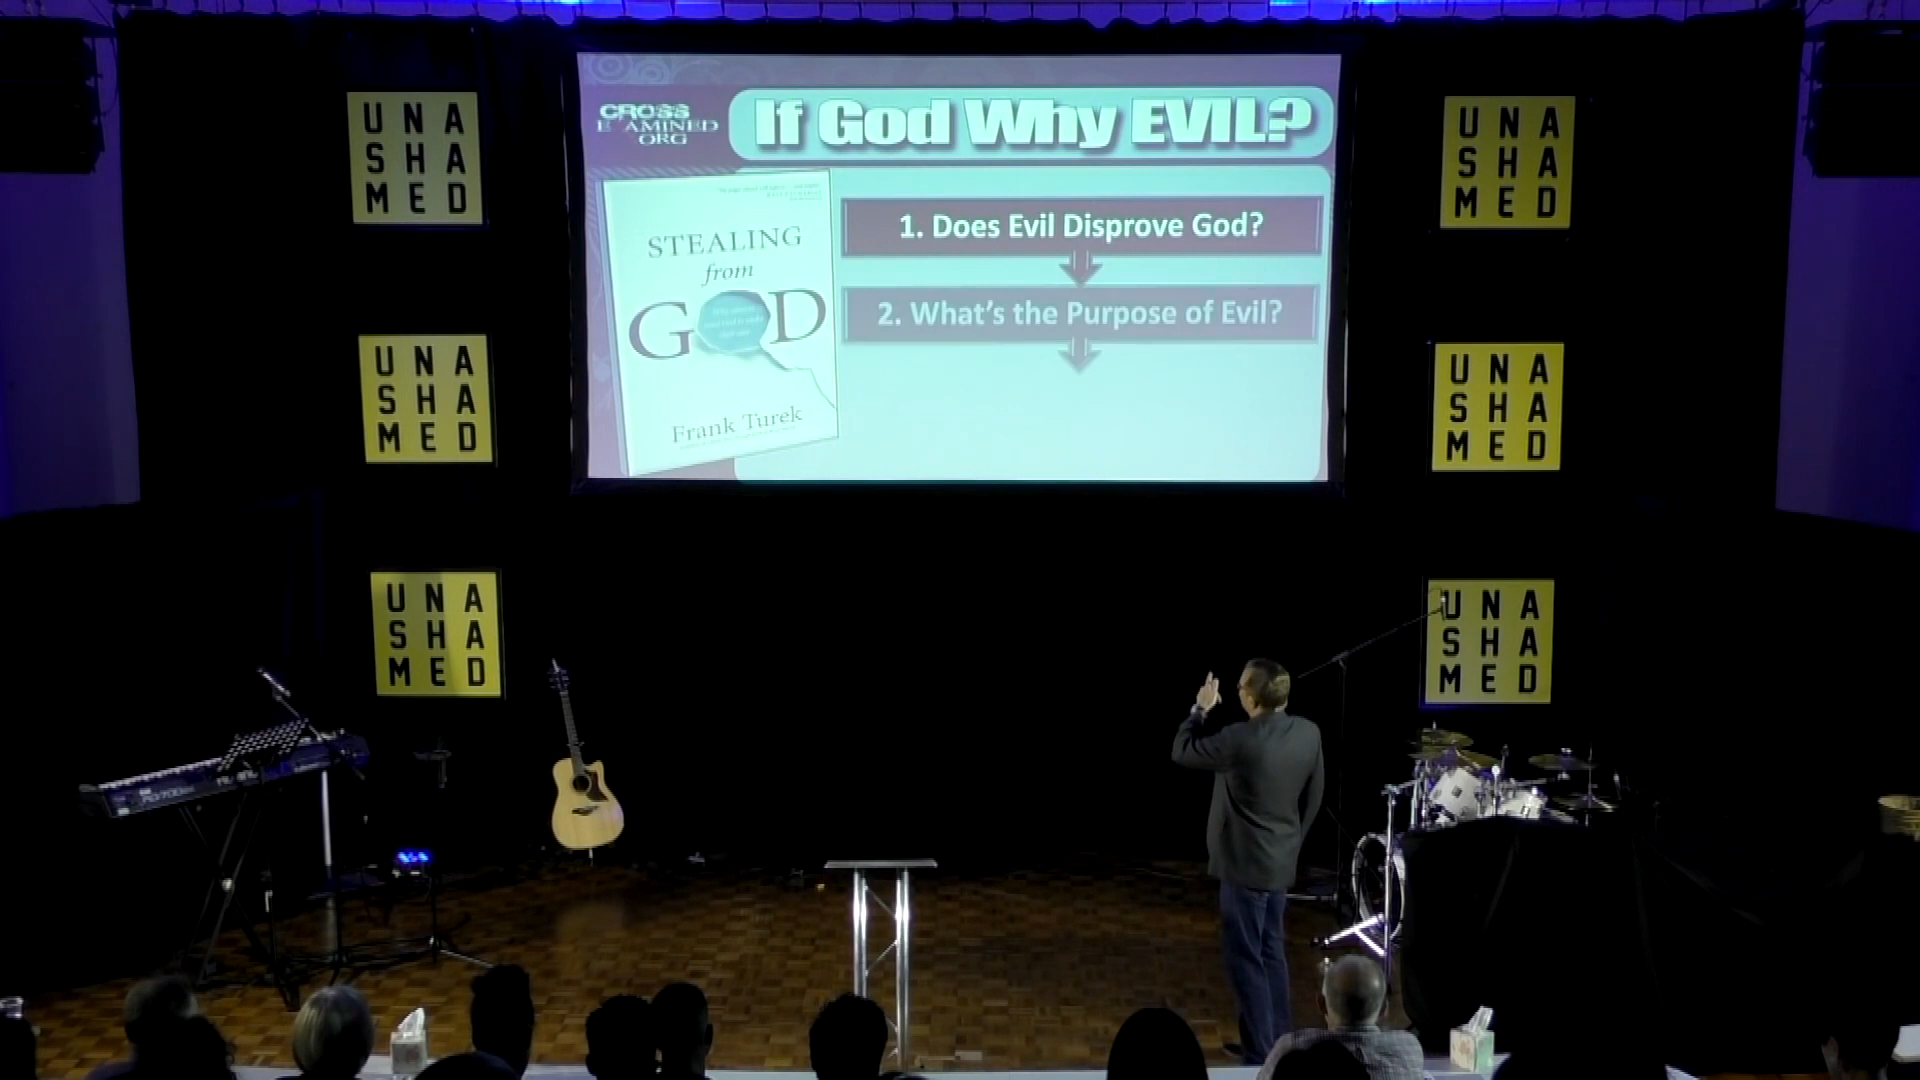 CROSS
EXAMINED
ORG
If God Why EVIL?
STEALING
from
GOD
Frank Turek
1. Does Evil Disprove God?
2. What's the Purpose of Evil?
UNA
SHA
MED
UNA
SHA
MED
UNA
SHA
MED
UNA
SHA
MED
UNA
SHA
MED
UNA
SHA
MED